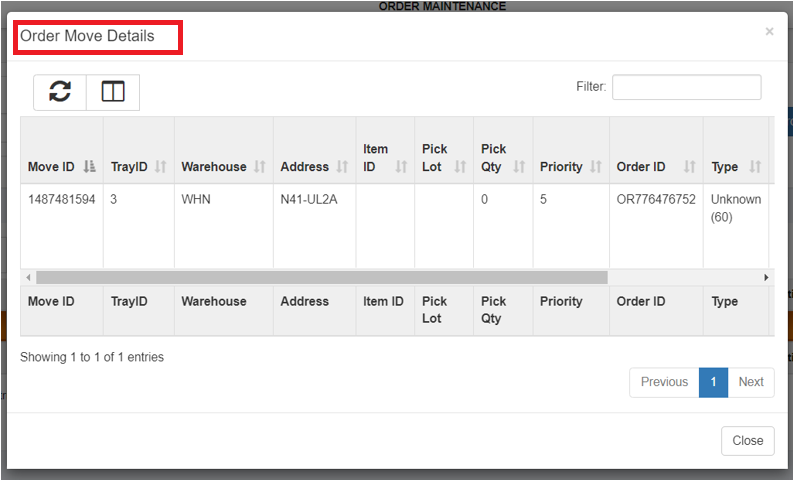 ORDER MAINTENANCE
Order Move Details
×
Filter:
Move ID TrayID Warehouse Address Item ID Pick Lot Pick Qty Priority Order ID Type
1487481594 3 WHN N41-UL2A 0 5 OR776476752 Unknown (60)
Move ID TrayID Warehouse Address Item ID Pick Lot Pick Qty Priority Order ID Type
Showing 1 to 1 of 1 entries
Previous 1 Next
Close